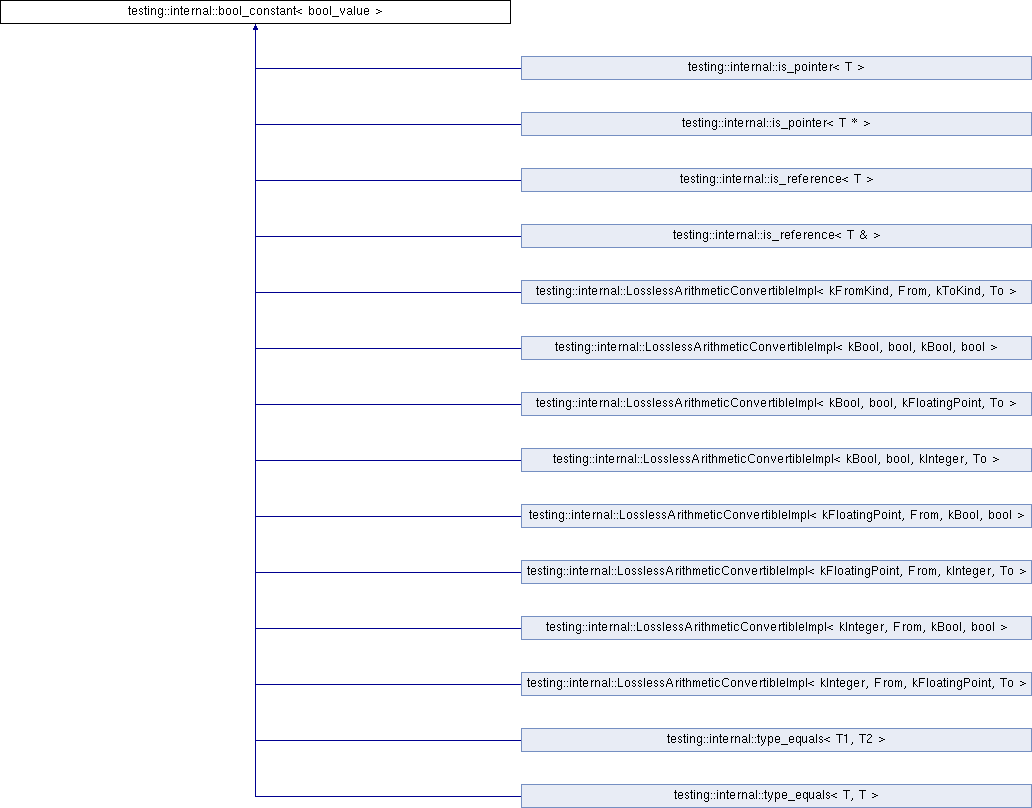 testing::internal::bool_constant< bool_value >
testing::internal::is_pointer< T >
testing::internal::is_pointer< T * >
testing::internal::is_reference< T >
testing::internal::is_reference< T & >
testing::internal::LosslessArithmeticConvertibleImpl< kFromKind, From, kToKind, To >
testing::internal::LosslessArithmeticConvertibleImpl< kBool, bool, kBool, bool >
testing::internal::LosslessArithmeticConvertibleImpl< kBool, bool, kFloatingPoint, To >
testing::internal::LosslessArithmeticConvertibleImpl< kBool, bool, kInteger, To >
testing::internal::LosslessArithmeticConvertibleImpl< kFloatingPoint, From, kBool, bool >
testing::internal::LosslessArithmeticConvertibleImpl< kFloatingPoint, From, kInteger, To >
testing::internal::LosslessArithmeticConvertibleImpl< kInteger, From, kBool, bool >
testing::internal::LosslessArithmeticConvertibleImpl< kInteger, From, kFloatingPoint, To >
testing::internal::type_equals< T1, T2 >
testing::internal::type_equals< T, T >